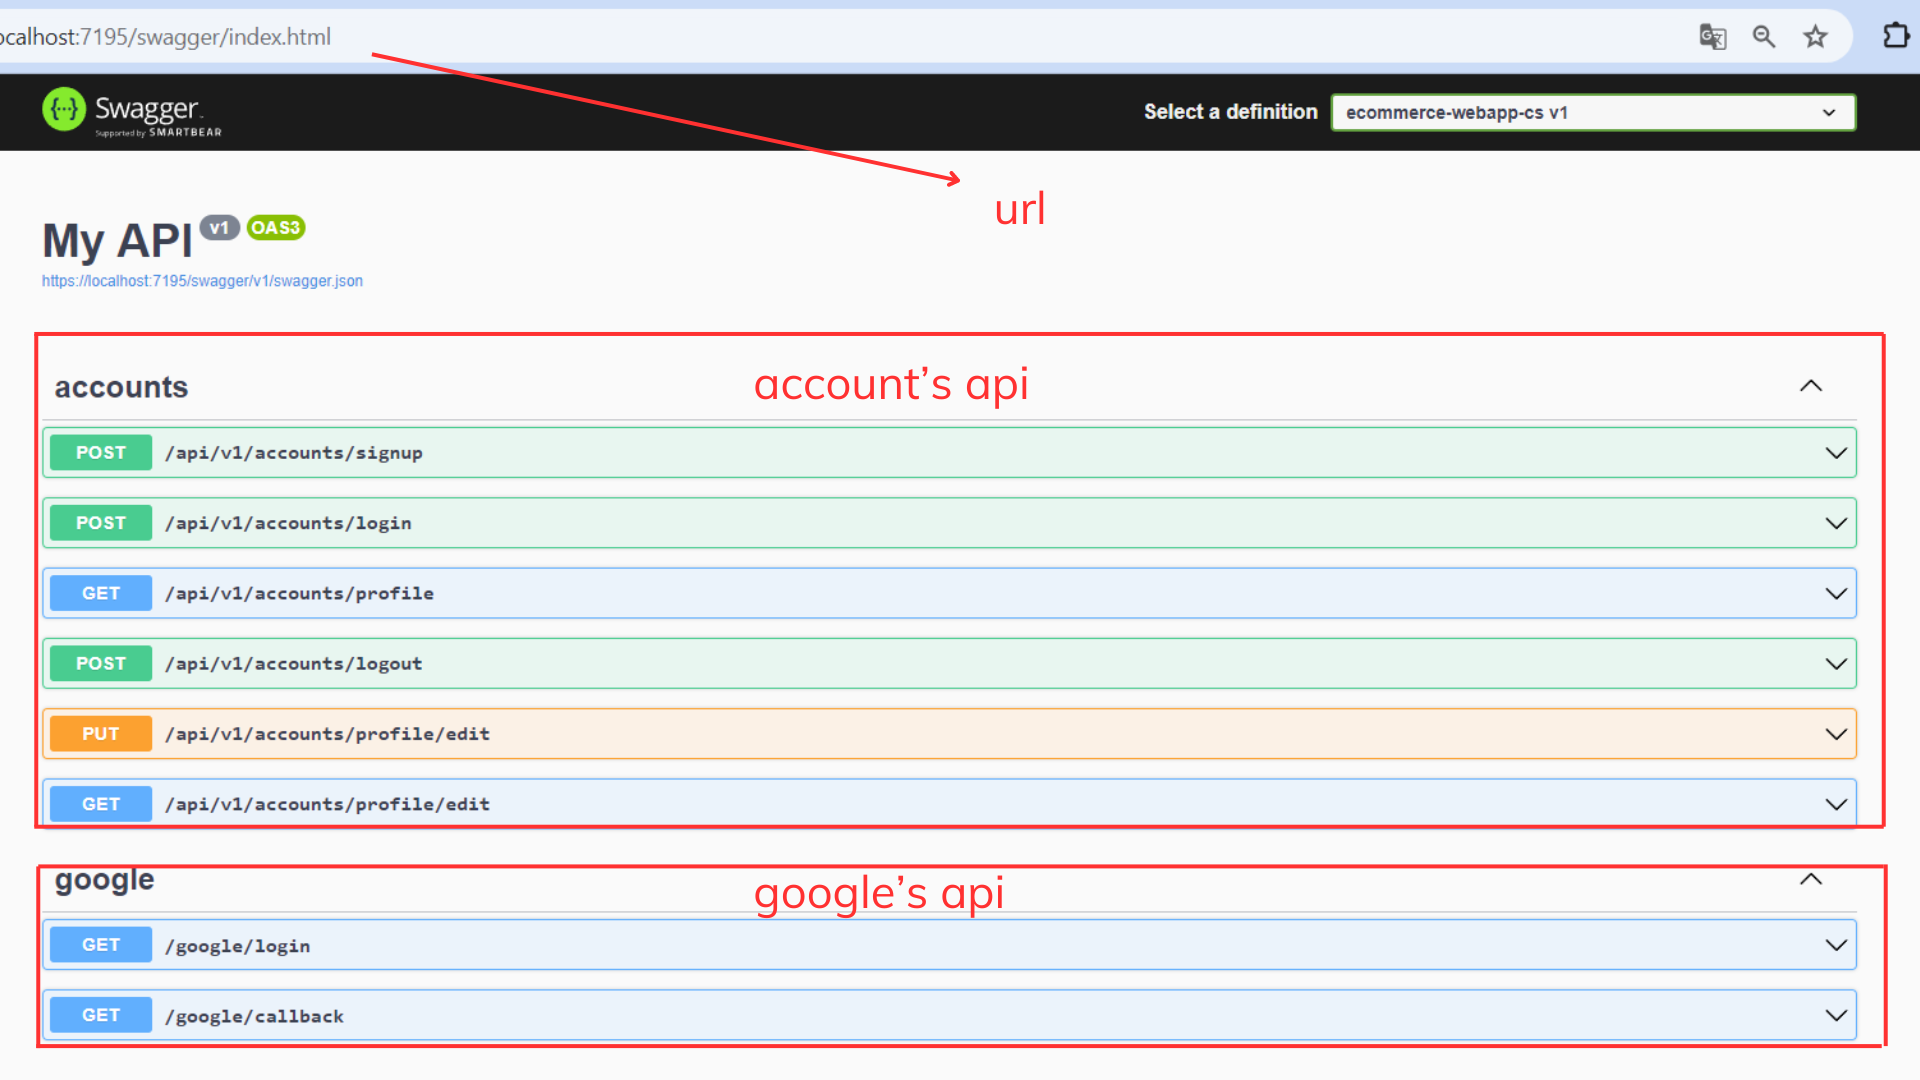 ocalhost:7195/swagger/index.html
Swagger.
Supported by SMARTBEAR
Select a definition
ecommerce-webapp-cs v1
url
My API v1 OAS3
https://localhost:7195/swagger/v1/swagger.json
accounts
account’s api
POST /api/v1/accounts/signup
POST /api/v1/accounts/login
GET /api/v1/accounts/profile
POST /api/v1/accounts/logout
PUT /api/v1/accounts/profile/edit
GET /api/v1/accounts/profile/edit
google
google’s api
GET /google/login
GET /google/callback